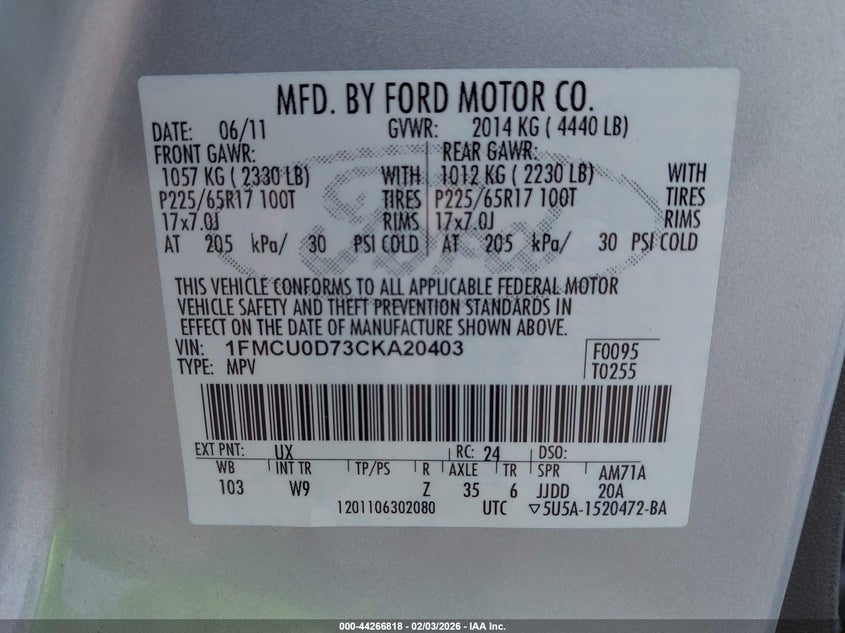 MFD. BY FORD MOTOR CO.
DATE: 06/11 GVWR: 2014 KG ( 4440 LB)
FRONT GAWR: REAR GAWR:
1057 KG ( 2330 LB) WITH 1012 KG ( 2230 LB) WITH
P225/65R17 100T TIRES P225/65R17 100T TIRES
17x7.0J RIMS 17x7.0J RIMS
AT 205 kPa/ 30 PSI COLD AT 205 kPa/ 30 PSI COLD
Ford
THIS VEHICLE CONFORMS TO ALL APPLICABLE FEDERAL MOTOR
VEHICLE SAFETY AND THEFT PREVENTION STANDARDS IN
EFFECT ON THE DATE OF MANUFACTURE SHOWN ABOVE.
VIN: 1FMCU0D73CKA20403 F0095
TYPE: MPV T0255
EXT PNT: UX RC: 24 DSO:
WB INT TR TP/PS R AXLE TR SPR AM71A
103 W9 Z 35 6 JJDD 20A
1201106302080 UTC ▽5U5A-1520472-BA
000-44266818 - 02/03/2026 - IAA Inc.